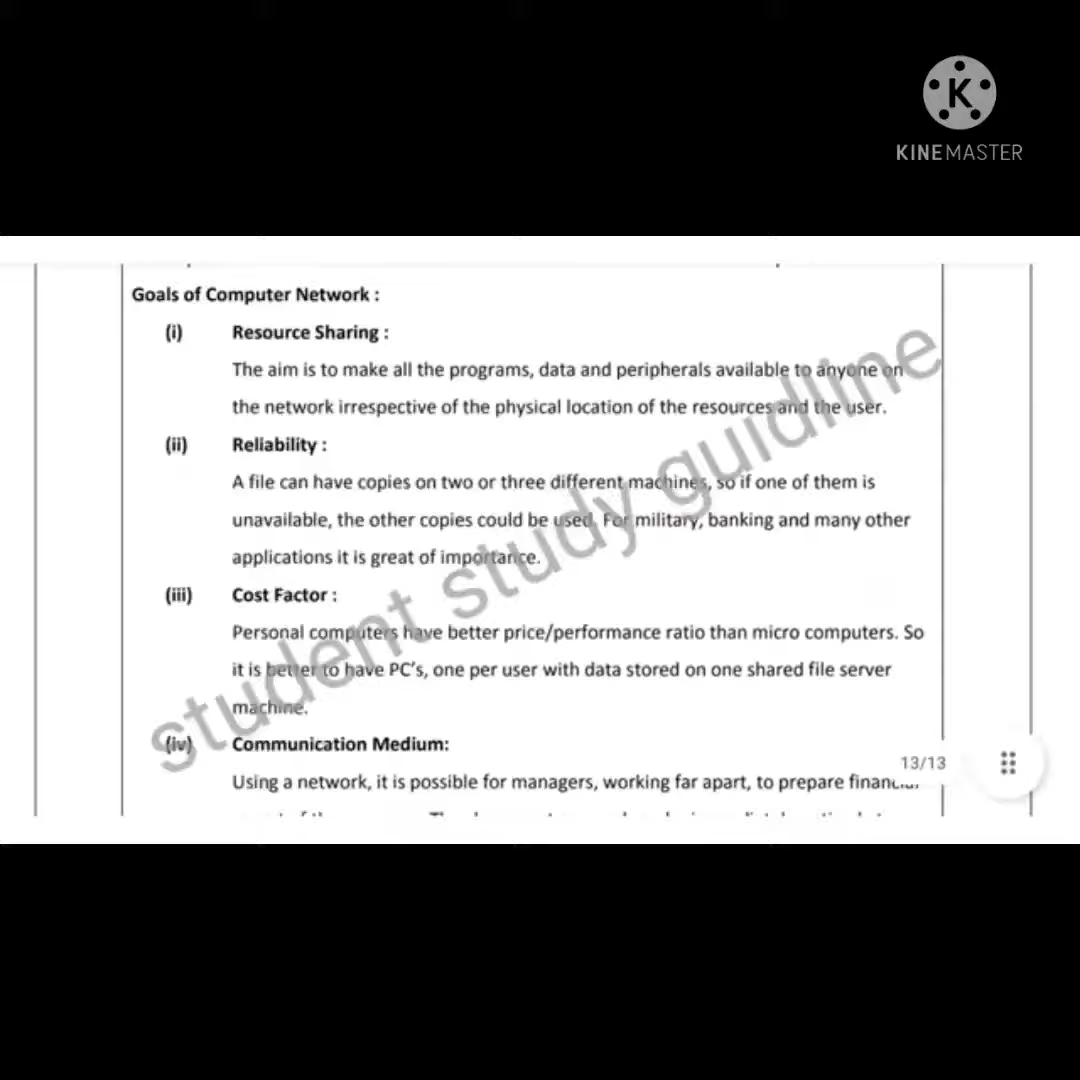 K
KINEMASTER
Goals of Computer Network :
(i) Resource Sharing :
The aim is to make all the programs, data and peripherals available to anyone on
the network irrespective of the physical location of the resources and the user.
(ii) Reliability :
A file can have copies on two or three different machines, so if one of them is
unavailable, the other copies could be used. For military, banking and many other
applications it is great of importance.
(iii) Cost Factor :
Personal computers have better price/performance ratio than micro computers. So
it is better to have PC's, one per user with data stored on one shared file server
machine.
(iv) Communication Medium:
13/13
Using a network, it is possible for managers, working far apart, to prepare
student study guidline